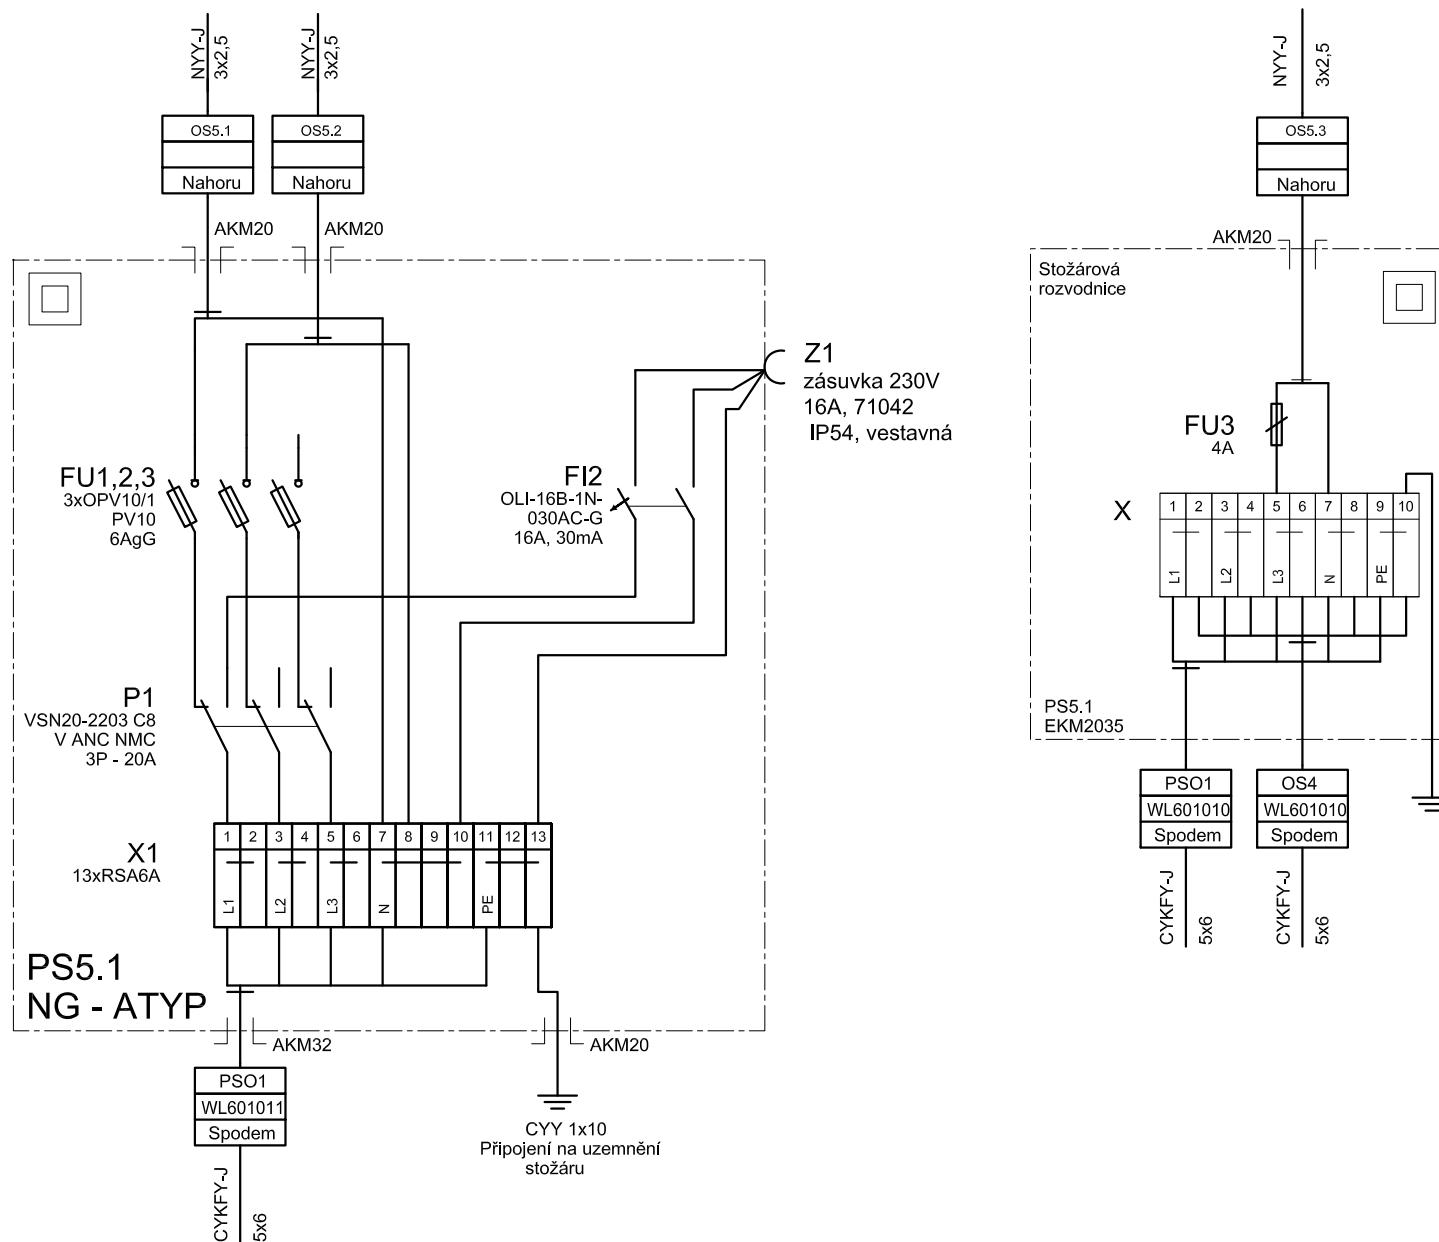 NYY-J
3x2,5
NYY-J
3x2,5
OS5.1
Nahoru
OS5.2
Nahoru
AKM20
AKM20
Z1
zásuvka 230V
16A, 71042
IP54, vestavná
FU1,2,3
3xOPV10/1
PV10
6AgG
FI2
OLI-16B-1N-
030AC-G
16A, 30mA
P1
VSN20-2203 C8
V ANC NMC
3P - 20A
X1
13xRSA6A
1 2 3 4 5 6 7 8 9 10 11 12 13
L1 L2 L3 N PE
PS5.1
NG - ATYP
AKM32
AKM20
PSO1
WL601011
Spodem
CYKFY-J
5x6
CYY 1x10
Připojení na uzemnění
stožáru
NYY-J
3x2,5
OS5.3
Nahoru
AKM20
Stožárová
rozvodnice
FU3
4A
X
1 2 3 4 5 6 7 8 9 10
L1 L2 L3 N PE
PS5.1
EKM2035
PSO1
WL601010
Spodem
OS4
WL601010
Spodem
CYKFY-J
5x6
CYKFY-J
5x6